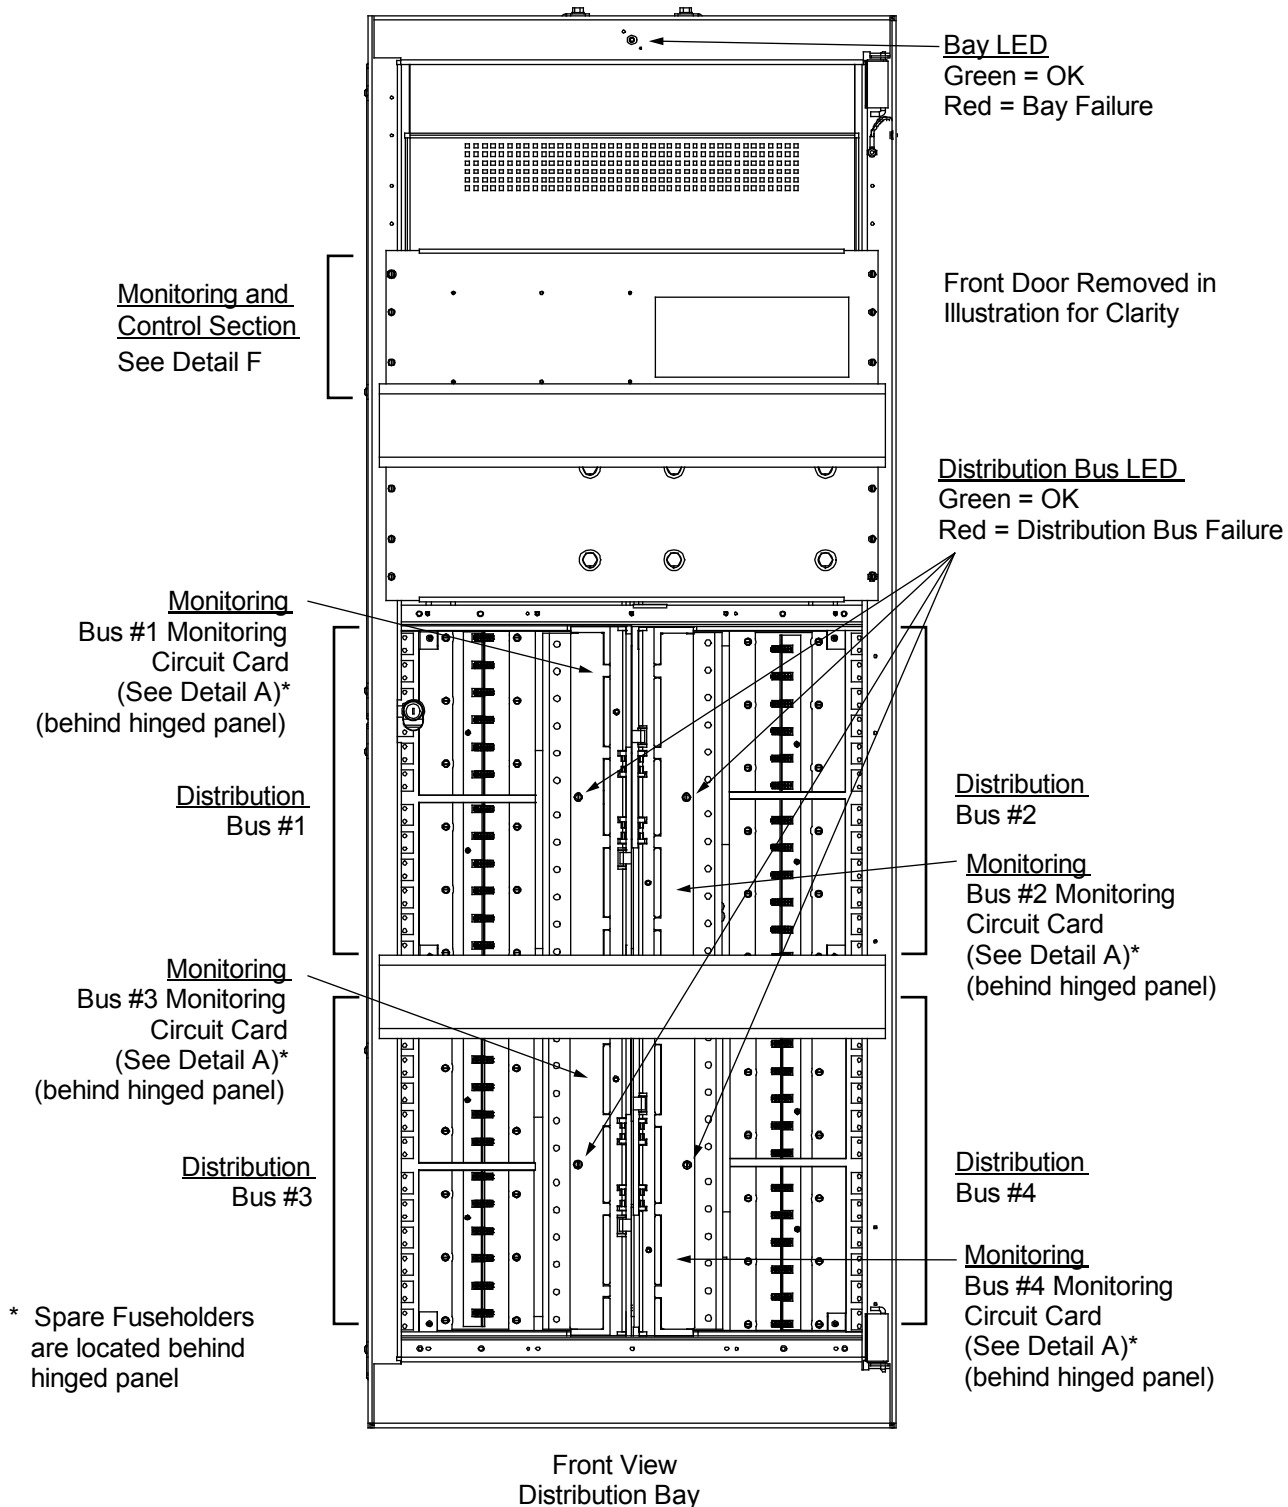 Bay LED
Green = OK
Red = Bay Failure
Monitoring and
Control Section
See Detail F
Front Door Removed in
Illustration for Clarity
Distribution Bus LED
Green = OK
Red = Distribution Bus Failure
Monitoring
Bus #1 Monitoring
Circuit Card
(See Detail A)*
(behind hinged panel)
Distribution
Bus #1
Distribution
Bus #2
Monitoring
Bus #2 Monitoring
Circuit Card
(See Detail A)*
(behind hinged panel)
Monitoring
Bus #3 Monitoring
Circuit Card
(See Detail A)*
(behind hinged panel)
Distribution
Bus #3
Distribution
Bus #4
Monitoring
Bus #4 Monitoring
Circuit Card
(See Detail A)*
(behind hinged panel)
* Spare Fuseholders
are located behind
hinged panel
Front View
Distribution Bay